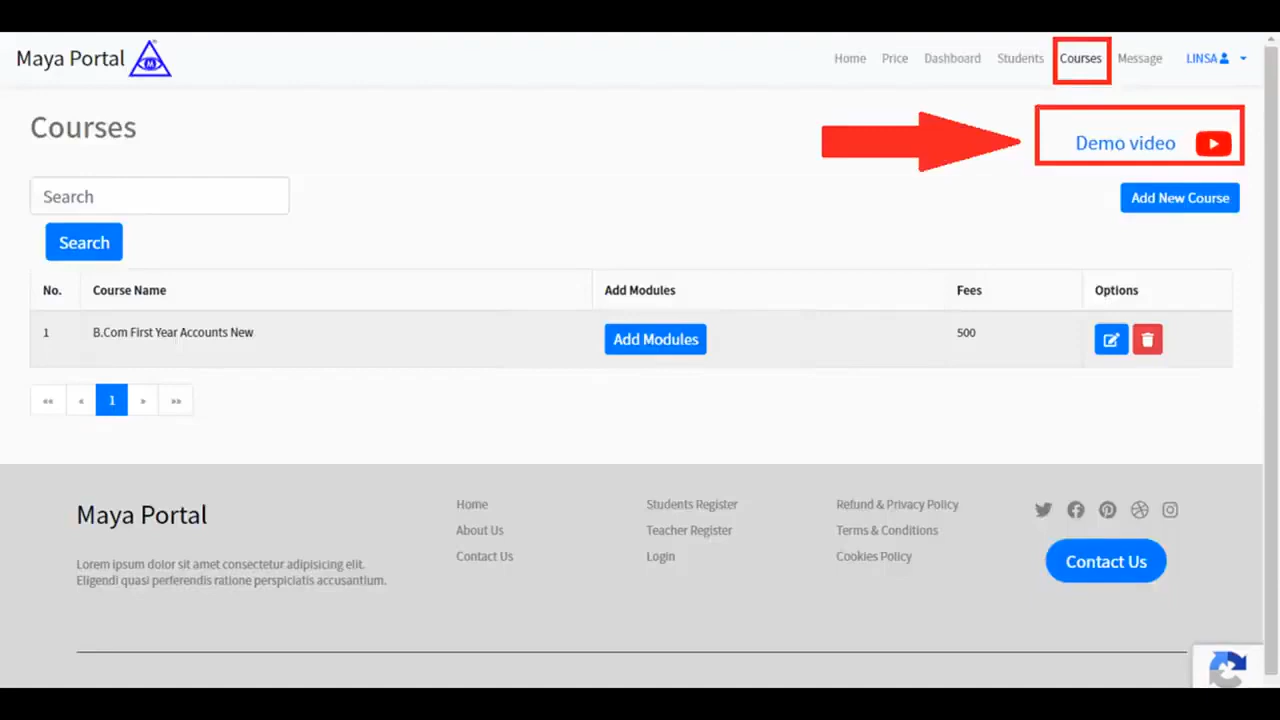 Maya Portal
Home Price Dashboard Students Courses Message LINSA
Courses
Demo video
Search
Add New Course
Search
No. Course Name Add Modules Fees Options
1 B.Com First Year Accounts New Add Modules 500
«« « 1 » »»
Maya Portal
Lorem ipsum dolor sit amet consectetur adipisicing elit.
Eligendi quasi perferendis ratione perspiciatis accusantium.
Home
About Us
Contact Us
Students Register
Teacher Register
Login
Refund & Privacy Policy
Terms & Conditions
Cookies Policy
Contact Us